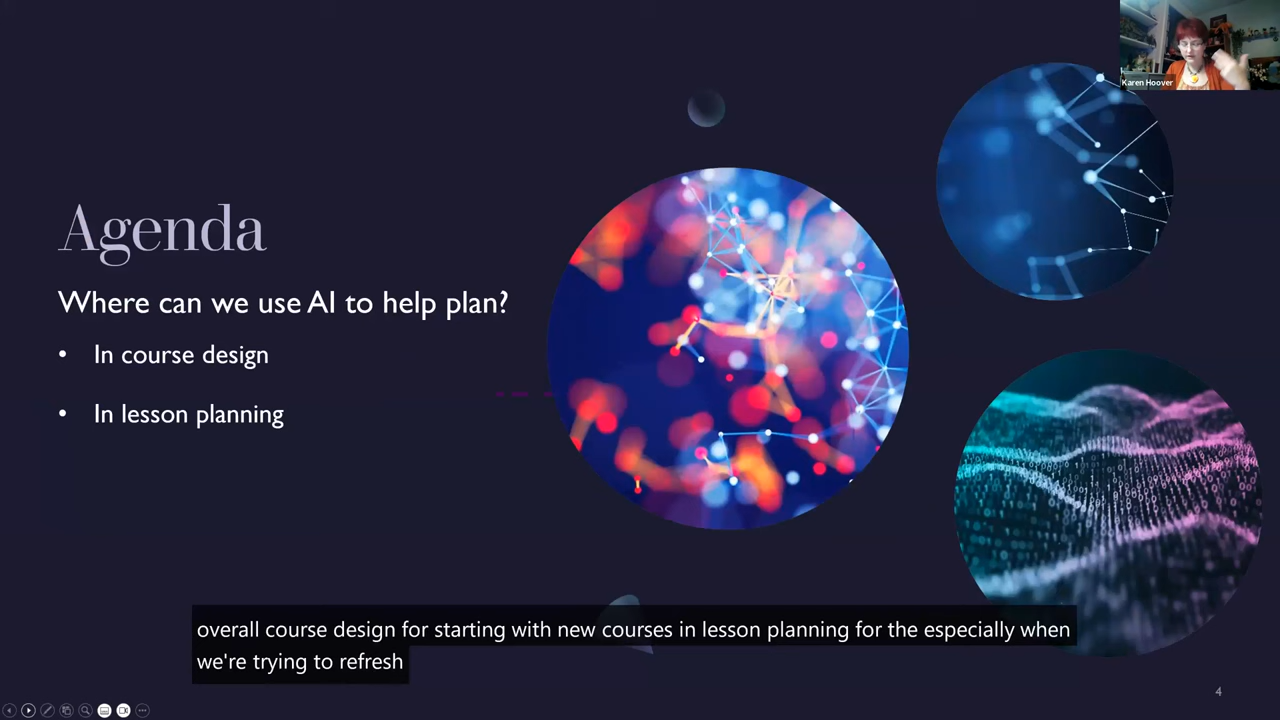 Karen Hoover
Agenda
Where can we use AI to help plan?
• In course design
• In lesson planning
overall course design for starting with new courses in lesson planning for the especially when
we're trying to refresh
4